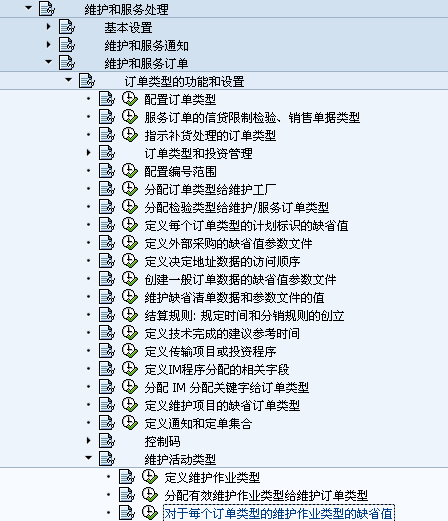 维护和服务处理
基本设置
维护和服务通知
维护和服务订单
订单类型的功能和设置
配置订单类型
服务订单的信贷限制检验、销售单据类型
指示补货处理的订单类型
订单类型和投资管理
配置编号范围
分配订单类型给维护工厂
分配检验类型给维护/服务订单类型
定义每个订单类型的计划标识的缺省值
定义外部采购的缺省值参数文件
定义决定地址数据的访问顺序
创建一般订单数据的缺省值参数文件
维护缺省清单数据和参数文件的值
结算规则: 规定时间和分销规则的创立
定义技术完成的建议参考时间
定义传输项目或投资程序
定义IM程序分配的相关字段
分配 IM 分配关键字给订单类型
定义维护项目的缺省订单类型
定义通知和定单集合
控制码
维护活动类型
定义维护作业类型
分配有效维护作业类型给维护订单类型
对于每个订单类型的维护作业类型的缺省值